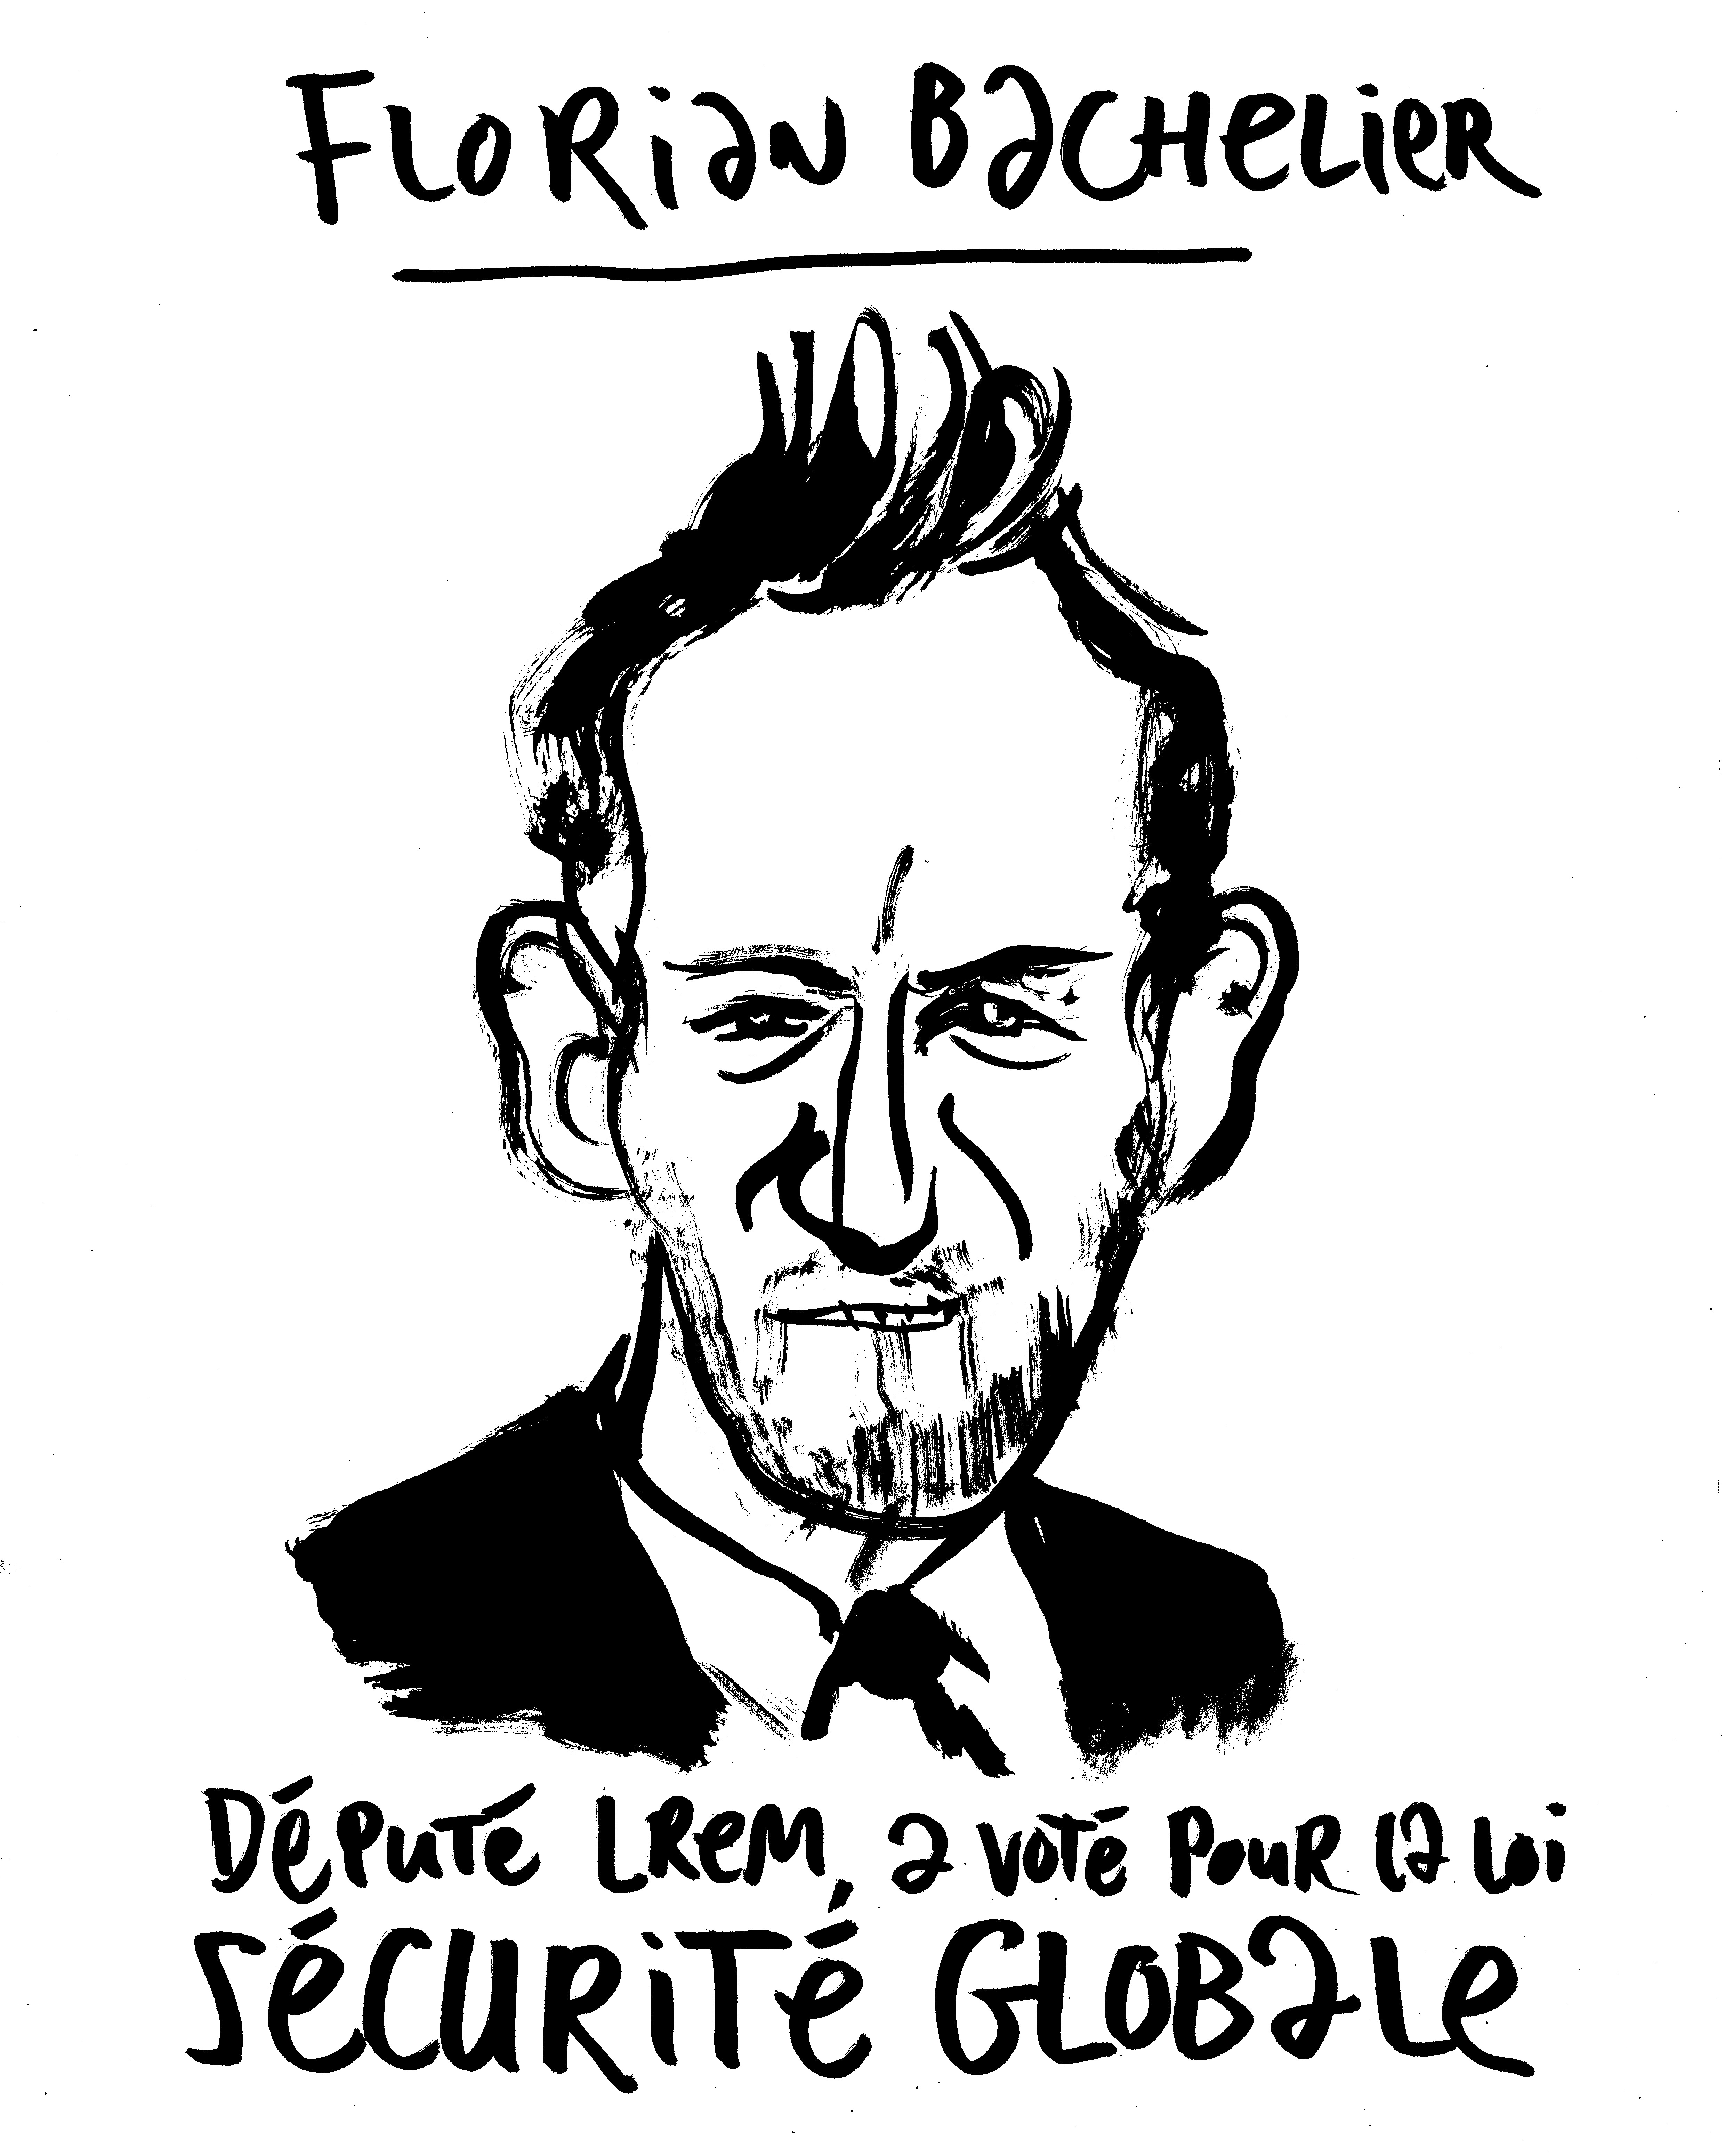 FLORiaN BaCHeLieR
DéPuTé LReM, a VoTé PouR la Loi
SéCURiTé GLOBaLe